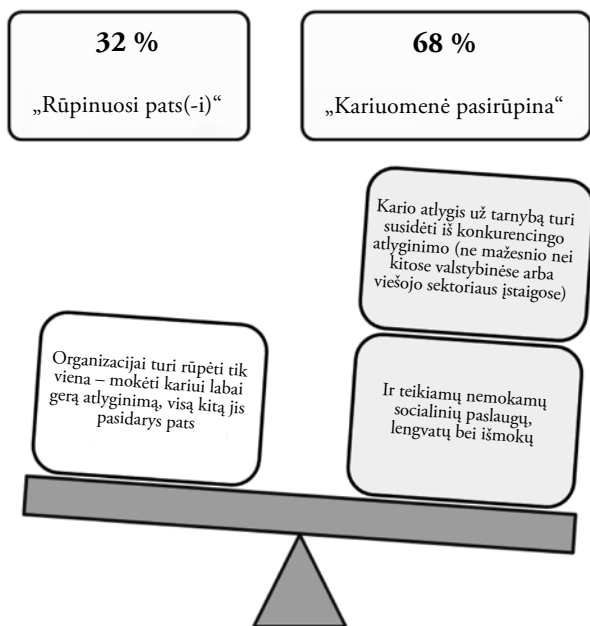 32 %
„Rūpinuosi pats(-i)“
68 %
„Kariuomenė pasirūpina“
Kario atlygis už tarnybą turi
susidėti iš konkurencingo
atlyginimo (ne mažesnio nei
kitose valstybinėse arba
viešojo sektoriaus įstaigose)
Organizacijai turi rūpėti tik
viena – mokėti kariui labai
gerą atlyginimą, visą kitą jis
pasidarys pats
Ir teikiamų nemokamų
socialinių paslaugų,
lengvatų bei išmokų